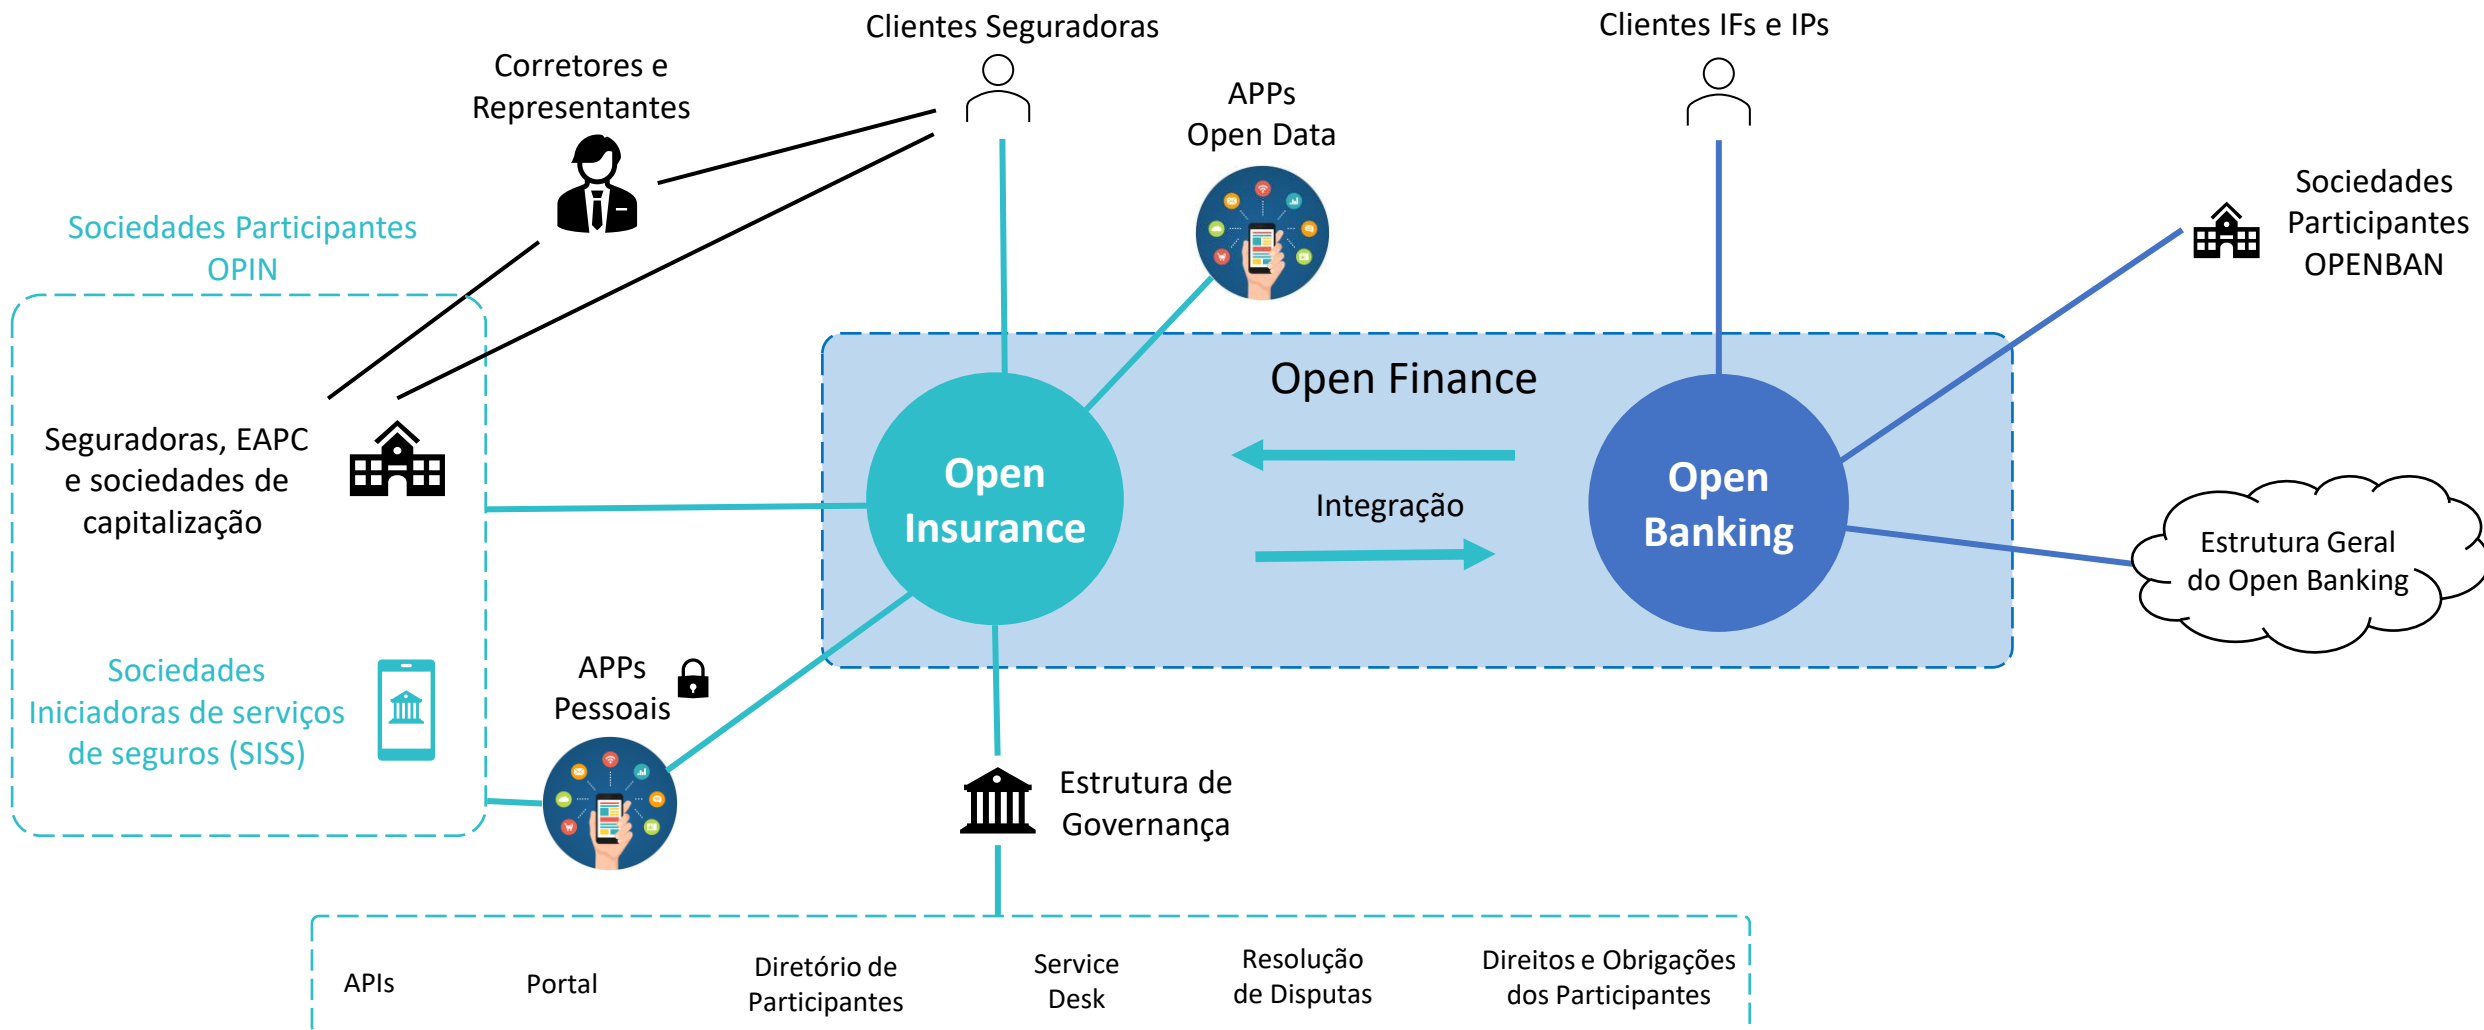 Clientes Seguradoras
Clientes IFs e IPs
Corretores e
Representantes
APPs
Open Data
Sociedades
Participantes
OPENBAN
Sociedades Participantes
OPIN
Open Finance
Seguradoras, EAPC
e sociedades de
capitalização
Open
Insurance
Integração
Open
Banking
Estrutura Geral
do Open Banking
Sociedades
Iniciadoras de serviços
de seguros (SISS)
APPs
Pessoais
Estrutura de
Governança
APIs
Portal
Diretório de
Participantes
Service
Desk
Resolução
de Disputas
Direitos e Obrigações
dos Participantes